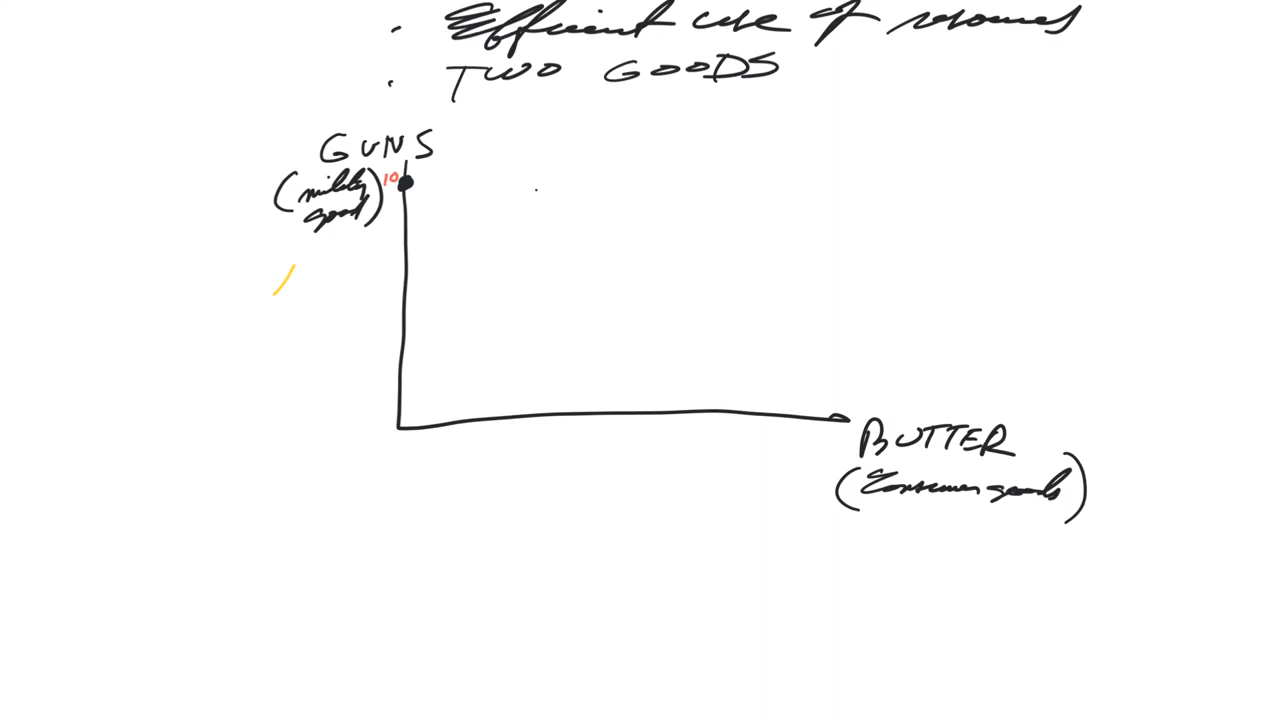 · Efficient use of resources
· TWO GOODS
GUNS
(military
good)
10
BUTTER
(Consumer goods)